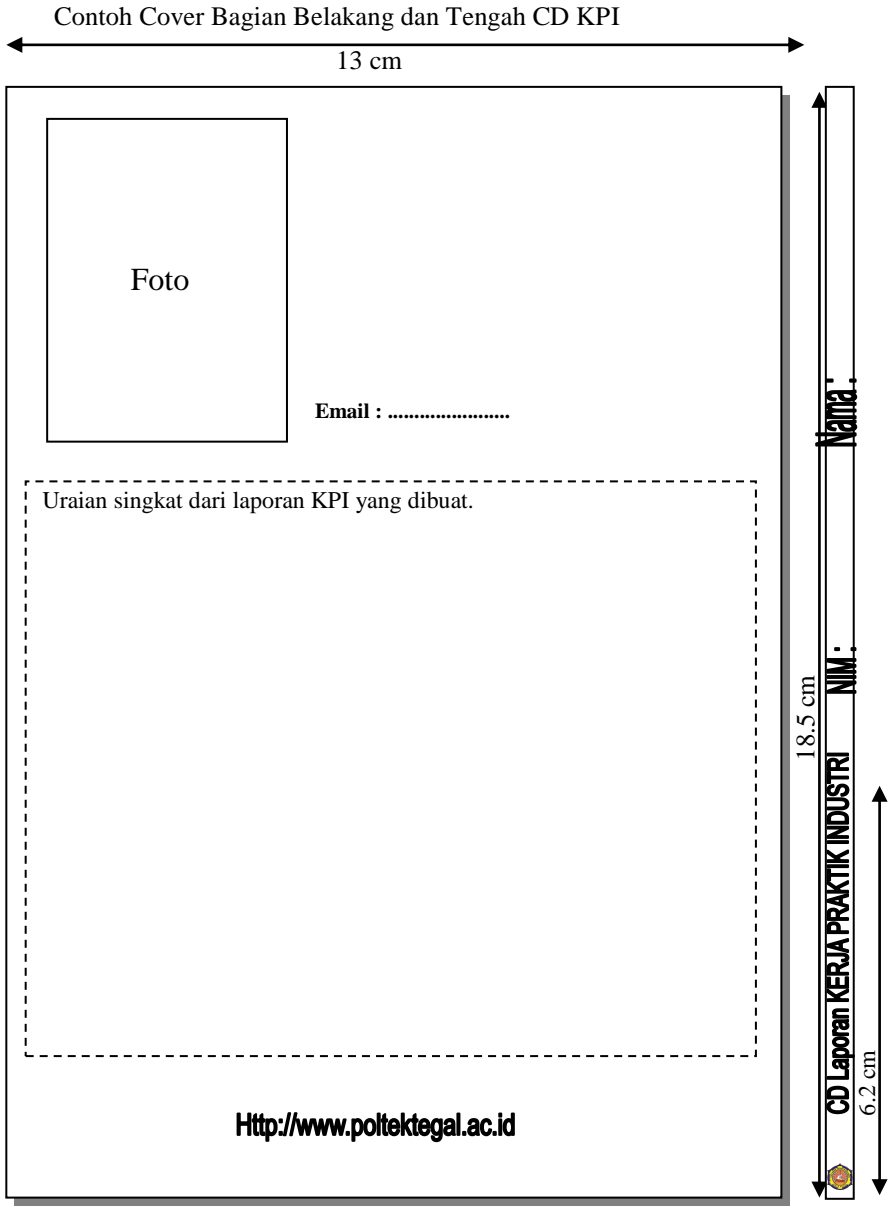 Contoh Cover Bagian Belakang dan Tengah CD KPI
13 cm
Foto
Email : .......................
Uraian singkat dari laporan KPI yang dibuat.
Http://www.poltektegal.ac.id
18.5 cm
CD Laporan KERJA PRAKTIK INDUSTRI
NIM :
Nama :
6.2 cm